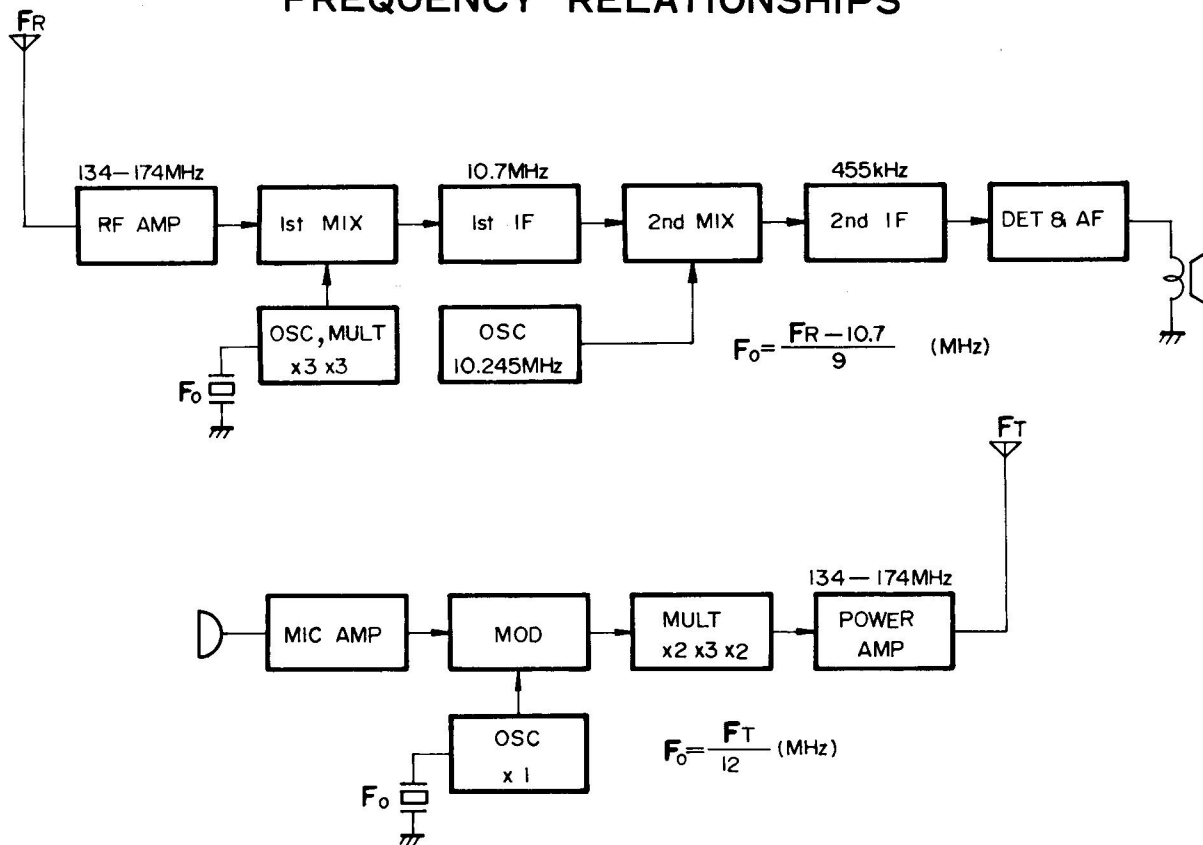 FREQUENCY RELATIONSHIPS
FR
134–174MHz
RF AMP
1st MIX
10.7MHz
1st IF
2nd MIX
455kHz
2nd IF
DET & AF
OSC, MULT
x3 x3
Fo
OSC
10.245MHz
Fo = FR – 10.7 / 9 (MHz)
FT
MIC AMP
MOD
MULT
x2 x3 x2
134–174MHz
POWER
AMP
OSC
x 1
Fo
Fo = FT / 12 (MHz)